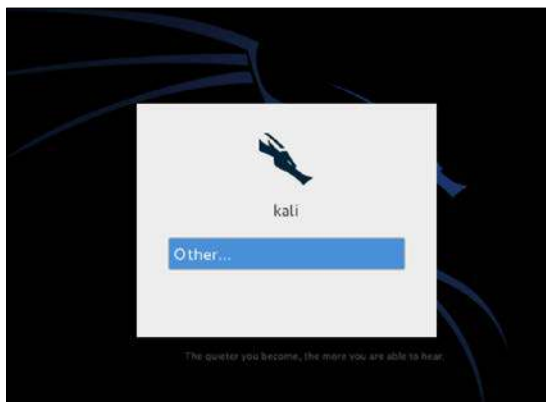 kali
Other...
The quieter you become, the more you are able to hear.